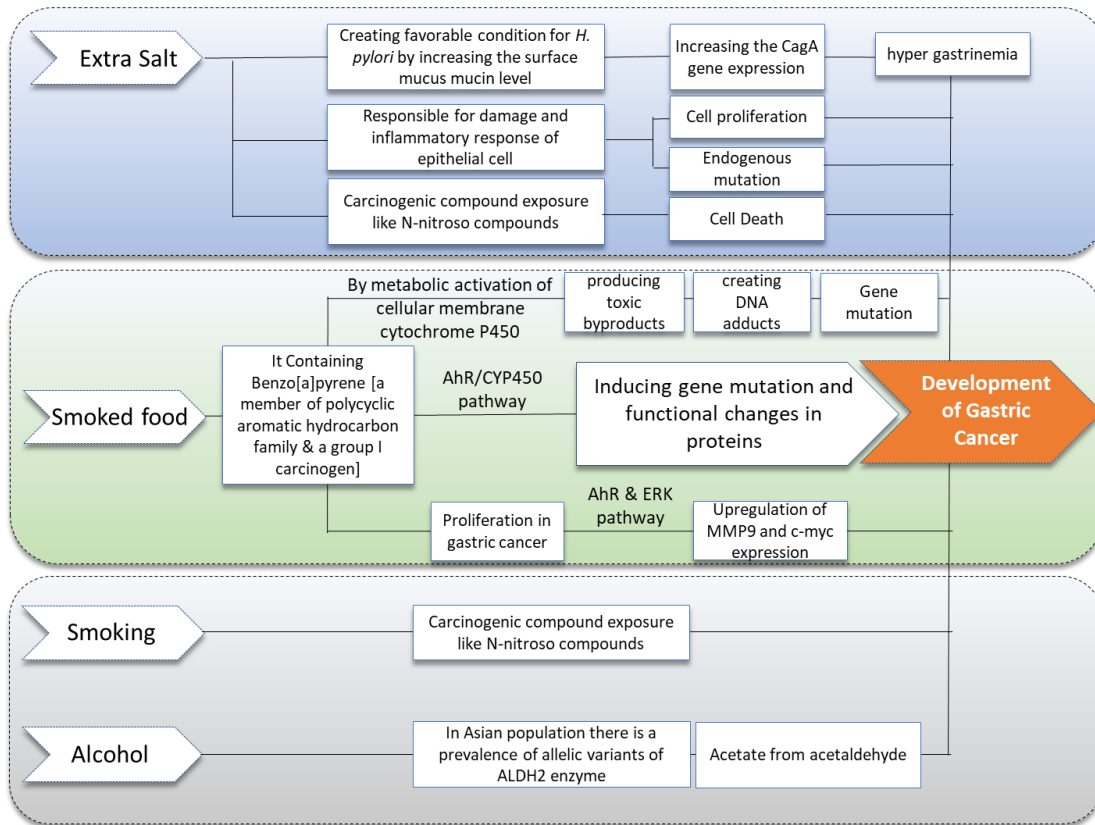 Extra Salt
Creating favorable condition for H.
pylori by increasing the surface
mucus mucin level
Increasing the CagA
gene expression
hyper gastrinemia
Responsible for damage and
inflammatory response of
epithelial cell
Cell proliferation
Endogenous
mutation
Carcinogenic compound exposure
like N-nitroso compounds
Cell Death
Smoked food
It Containing
Benzo[a]pyrene [a
member of polycyclic
aromatic hydrocarbon
family & a group I
carcinogen]
By metabolic activation of
cellular membrane
cytochrome P450
producing
toxic
byproducts
creating
DNA
adducts
Gene
mutation
AhR/CYP450
pathway
Inducing gene mutation and
functional changes in
proteins
Development
of Gastric
Cancer
Proliferation in
gastric cancer
AhR & ERK
pathway
Upregulation of
MMP9 and c-myc
expression
Smoking
Carcinogenic compound exposure
like N-nitroso compounds
Alcohol
In Asian population there is a
prevalence of allelic variants of
ALDH2 enzyme
Acetate from acetaldehyde